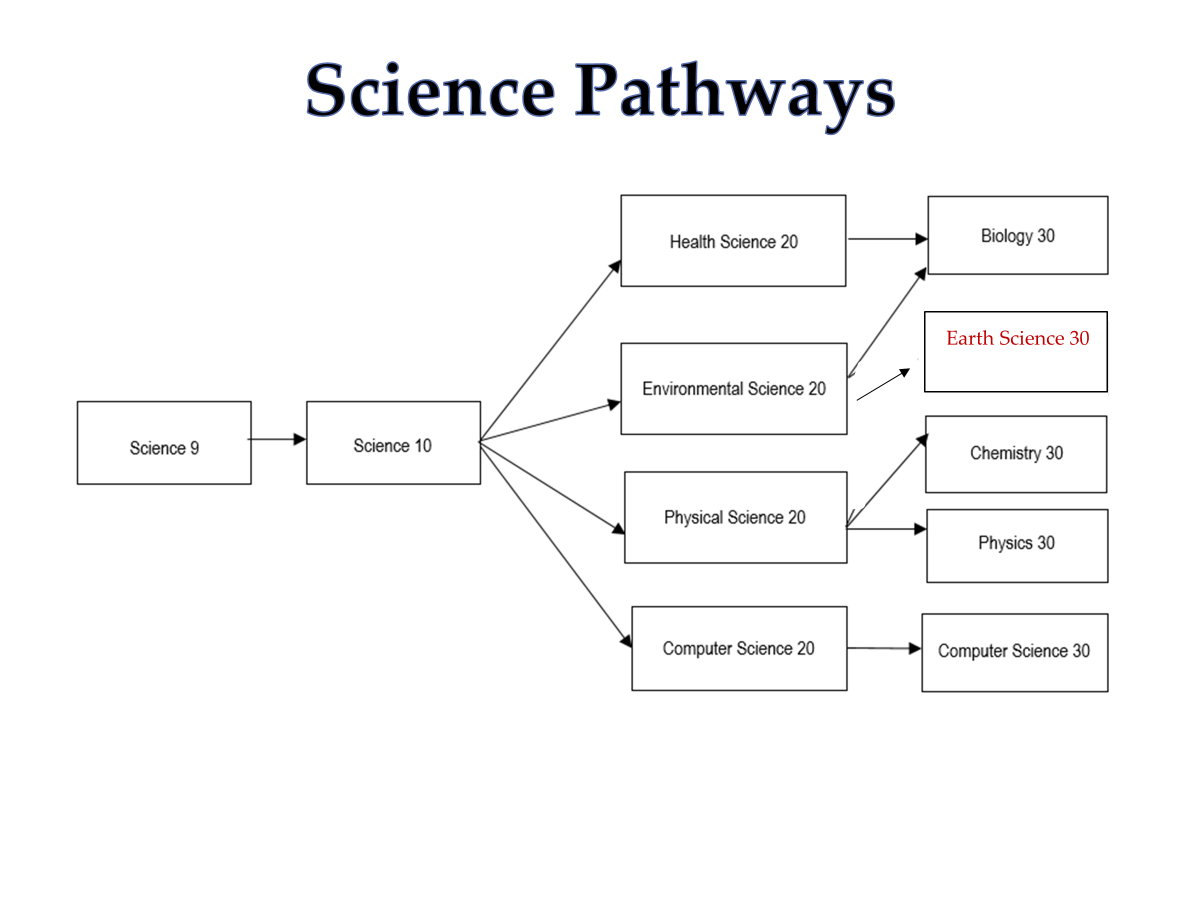 Science Pathways
Science 9
Science 10
Health Science 20
Environmental Science 20
Physical Science 20
Computer Science 20
Biology 30
Earth Science 30
Chemistry 30
Physics 30
Computer Science 30